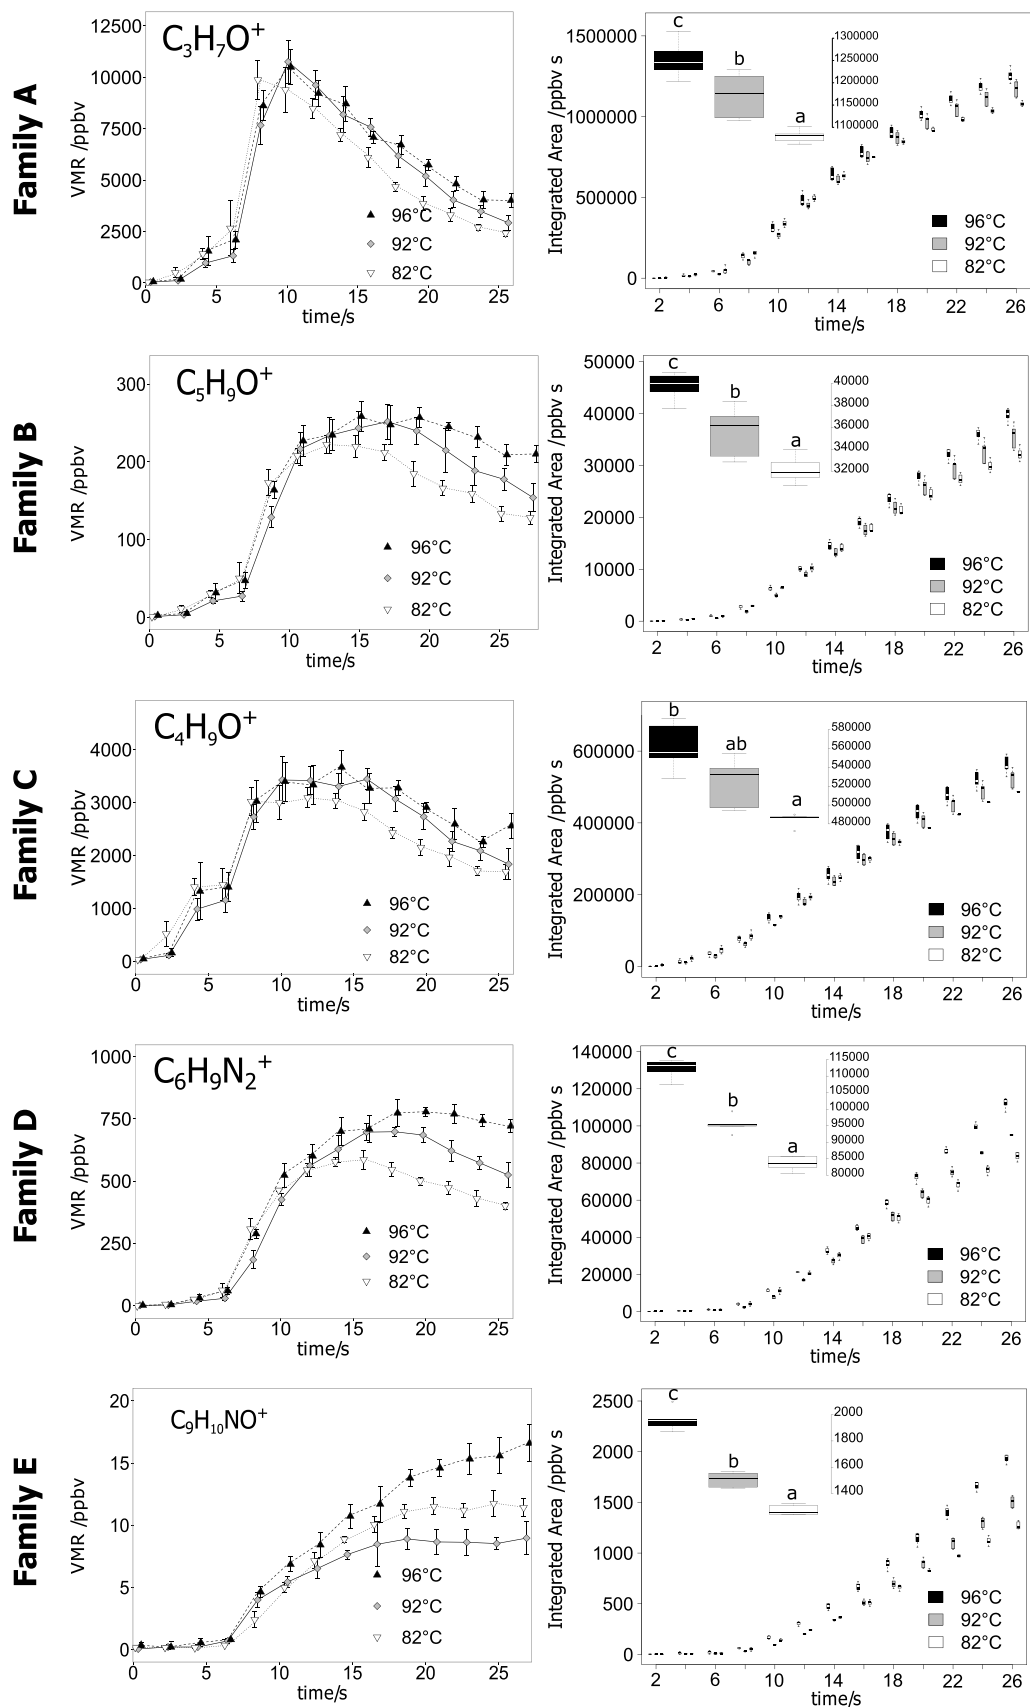 Family A
C3H7O+
VMR /ppbv
12500
10000
7500
5000
2500
0
96°C
92°C
82°C
0 5 10 15 20 25
time/s
Integrated Area /ppbv s
1500000
1000000
500000
0
c
b
a
1300000
1250000
1200000
1150000
1100000
96°C
92°C
82°C
2 6 10 14 18 22 26
time/s
Family B
C5H9O+
VMR /ppbv
300
200
100
0
96°C
92°C
82°C
0 5 10 15 20 25
time/s
Integrated Area /ppbv s
50000
40000
30000
20000
10000
0
c
b
a
40000
38000
36000
34000
32000
96°C
92°C
82°C
2 6 10 14 18 22 26
time/s
Family C
C4H9O+
VMR /ppbv
4000
3000
2000
1000
0
96°C
92°C
82°C
0 5 10 15 20 25
time/s
Integrated Area /ppbv s
600000
400000
200000
0
b
ab
a
580000
560000
540000
520000
500000
480000
96°C
92°C
82°C
2 6 10 14 18 22 26
time/s
Family D
C6H9N2+
VMR /ppbv
1000
750
500
250
0
96°C
92°C
82°C
0 5 10 15 20 25
time/s
Integrated Area /ppbv s
140000
120000
100000
80000
60000
40000
20000
0
c
b
a
115000
110000
105000
100000
95000
90000
85000
80000
96°C
92°C
82°C
2 6 10 14 18 22 26
time/s
Family E
C9H10NO+
VMR /ppbv
20
15
10
5
0
96°C
92°C
82°C
0 5 10 15 20 25
time/s
Integrated Area /ppbv s
2500
2000
1500
1000
500
0
c
b
a
2000
1800
1600
1400
96°C
92°C
82°C
2 6 10 14 18 22 26
time/s